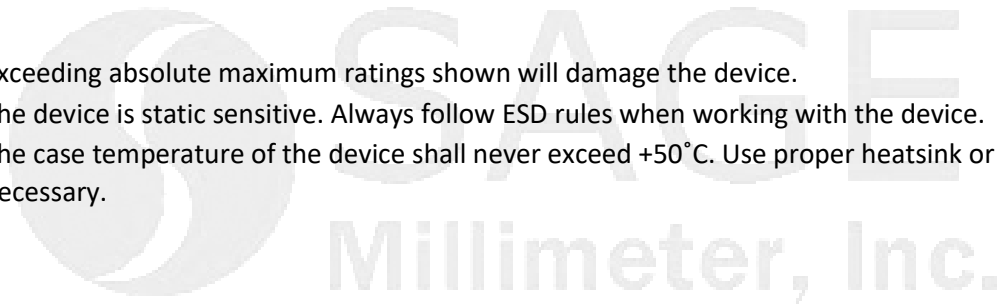 xceeding absolute maximum ratings shown will damage the device.
he device is static sensitive. Always follow ESD rules when working with the device.
he case temperature of the device shall never exceed +50˚C. Use proper heatsink or
ecessary.
SAGE
Millimeter, Inc.